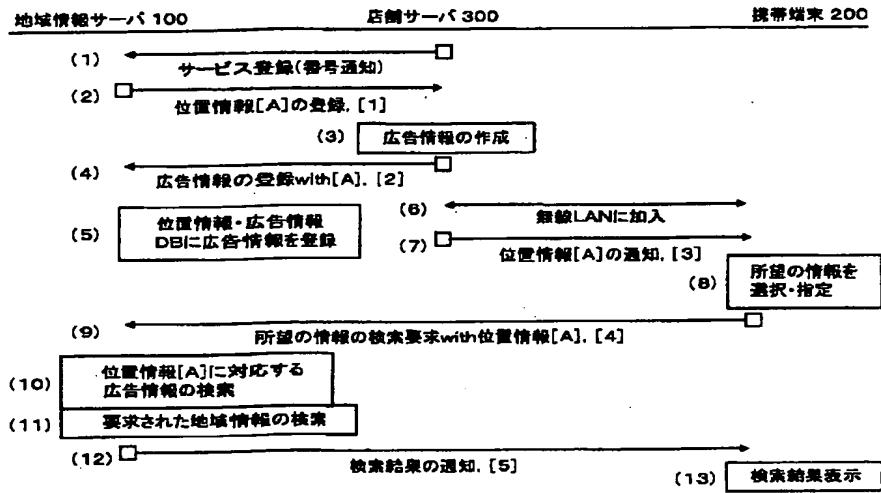 地域情報サーバ 100 店舗サーバ 300 携帯端末 200
(1) サービス登録(番号通知)
(2) 位置情報[A]の登録, [1]
(3) 広告情報の作成
(4) 広告情報の登録with[A], [2]
(5) 位置情報・広告情報
DBに広告情報を登録
(6) 無線LANに加入
(7) 位置情報[A]の通知, [3]
(8) 所望の情報を
選択・指定
(9) 所望の情報の検索要求with位置情報[A], [4]
(10) 位置情報[A]に対応する
広告情報の検索
(11) 要求された地域情報の検索
(12) 検索結果の通知, [5]
(13) 検索結果表示